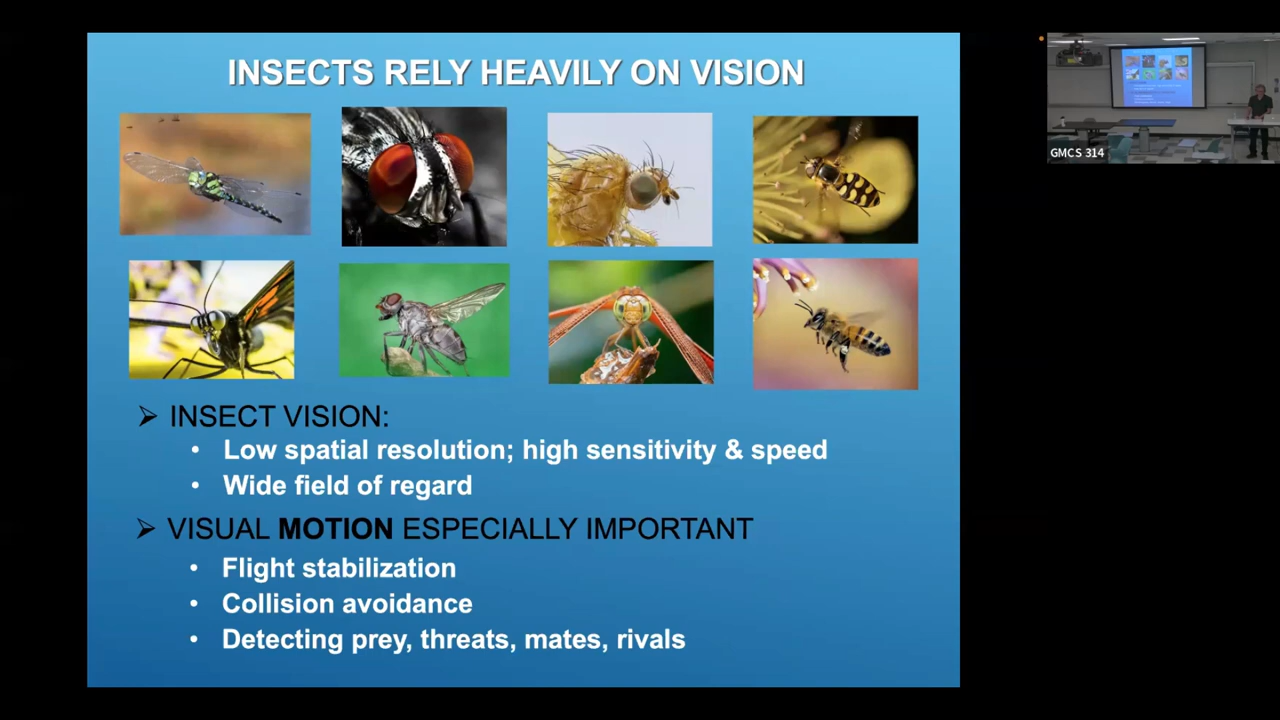 INSECTS RELY HEAVILY ON VISION
GMCS 314
➢ INSECT VISION:
• Low spatial resolution; high sensitivity & speed
• Wide field of regard
➢ VISUAL MOTION ESPECIALLY IMPORTANT
• Flight stabilization
• Collision avoidance
• Detecting prey, threats, mates, rivals